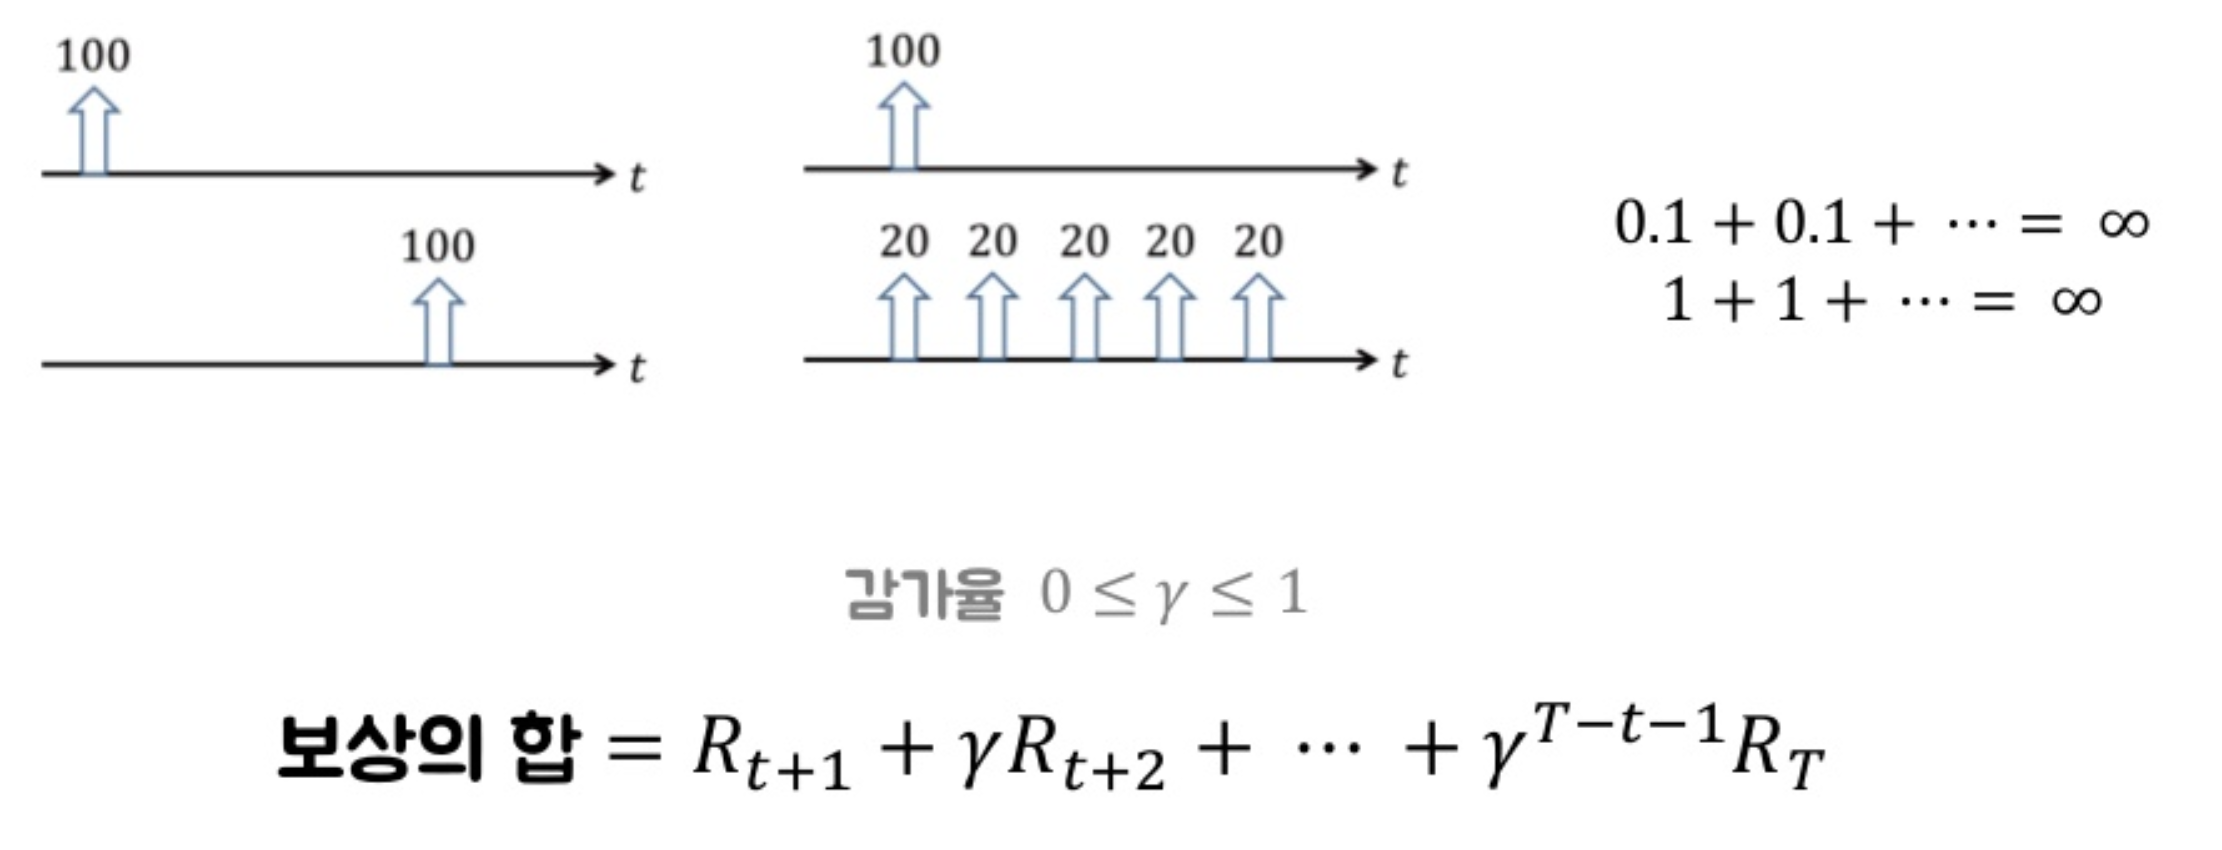 100
t
100
t
100
t
20 20 20 20 20
t
0.1 + 0.1 + ⋯ = ∞
1 + 1 + ⋯ = ∞
감가율 0 ≤ γ ≤ 1
보상의 합 = R_{t+1} + γR_{t+2} + ⋯ + γ^{T−t−1}R_T